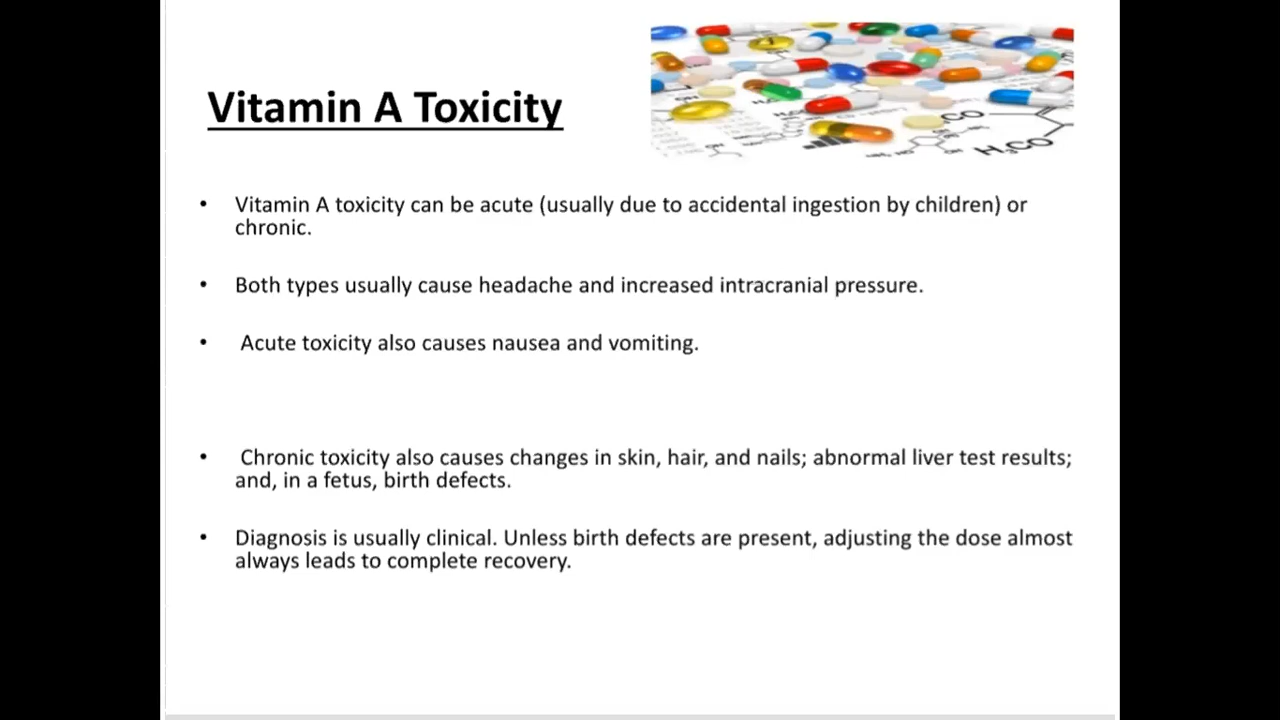 Vitamin A Toxicity
CO
H₃CO
• Vitamin A toxicity can be acute (usually due to accidental ingestion by children) or
chronic.
• Both types usually cause headache and increased intracranial pressure.
• Acute toxicity also causes nausea and vomiting.
• Chronic toxicity also causes changes in skin, hair, and nails; abnormal liver test results;
and, in a fetus, birth defects.
• Diagnosis is usually clinical. Unless birth defects are present, adjusting the dose almost
always leads to complete recovery.